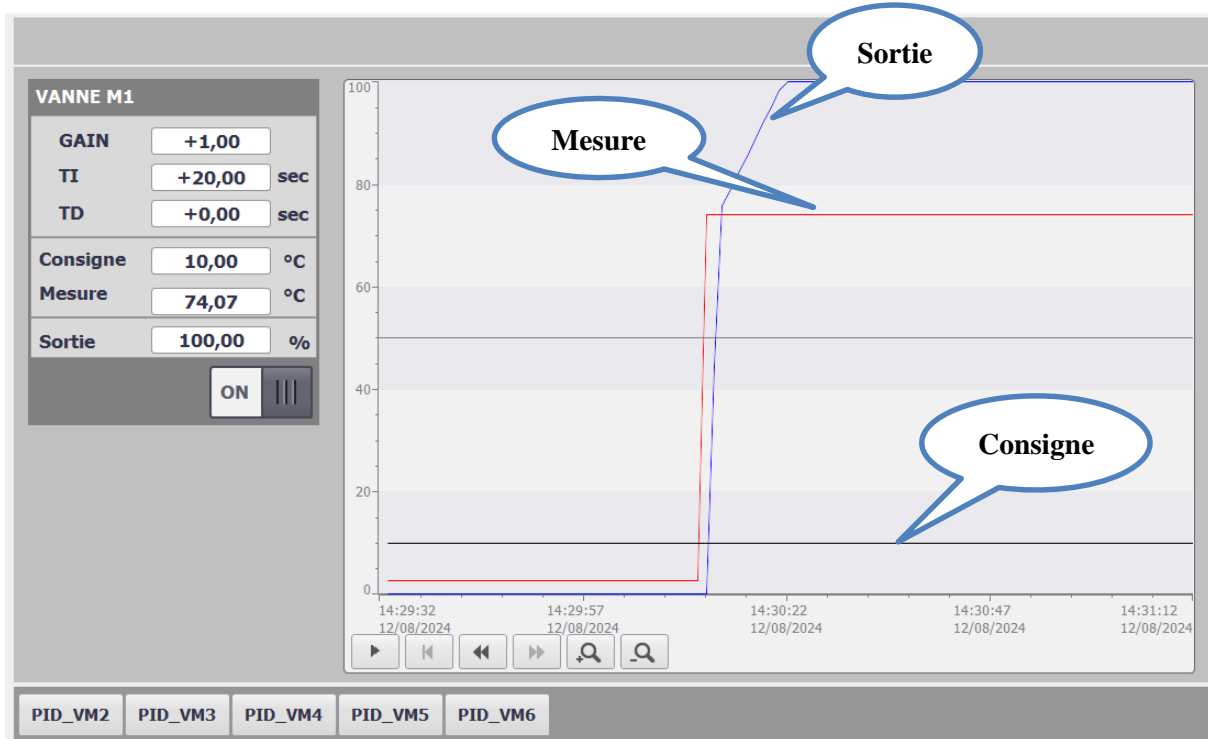 Sortie
VANNE M1
GAIN +1,00
TI +20,00 sec
TD +0,00 sec
Consigne 10,00 °C
Mesure 74,07 °C
Sortie 100,00 %
ON
Mesure
Consigne
100
80
60
40
20
0
14:29:32 14:29:57 14:30:22 14:30:47 14:31:12
12/08/2024 12/08/2024 12/08/2024 12/08/2024 12/08/2024
PID_VM2 PID_VM3 PID_VM4 PID_VM5 PID_VM6